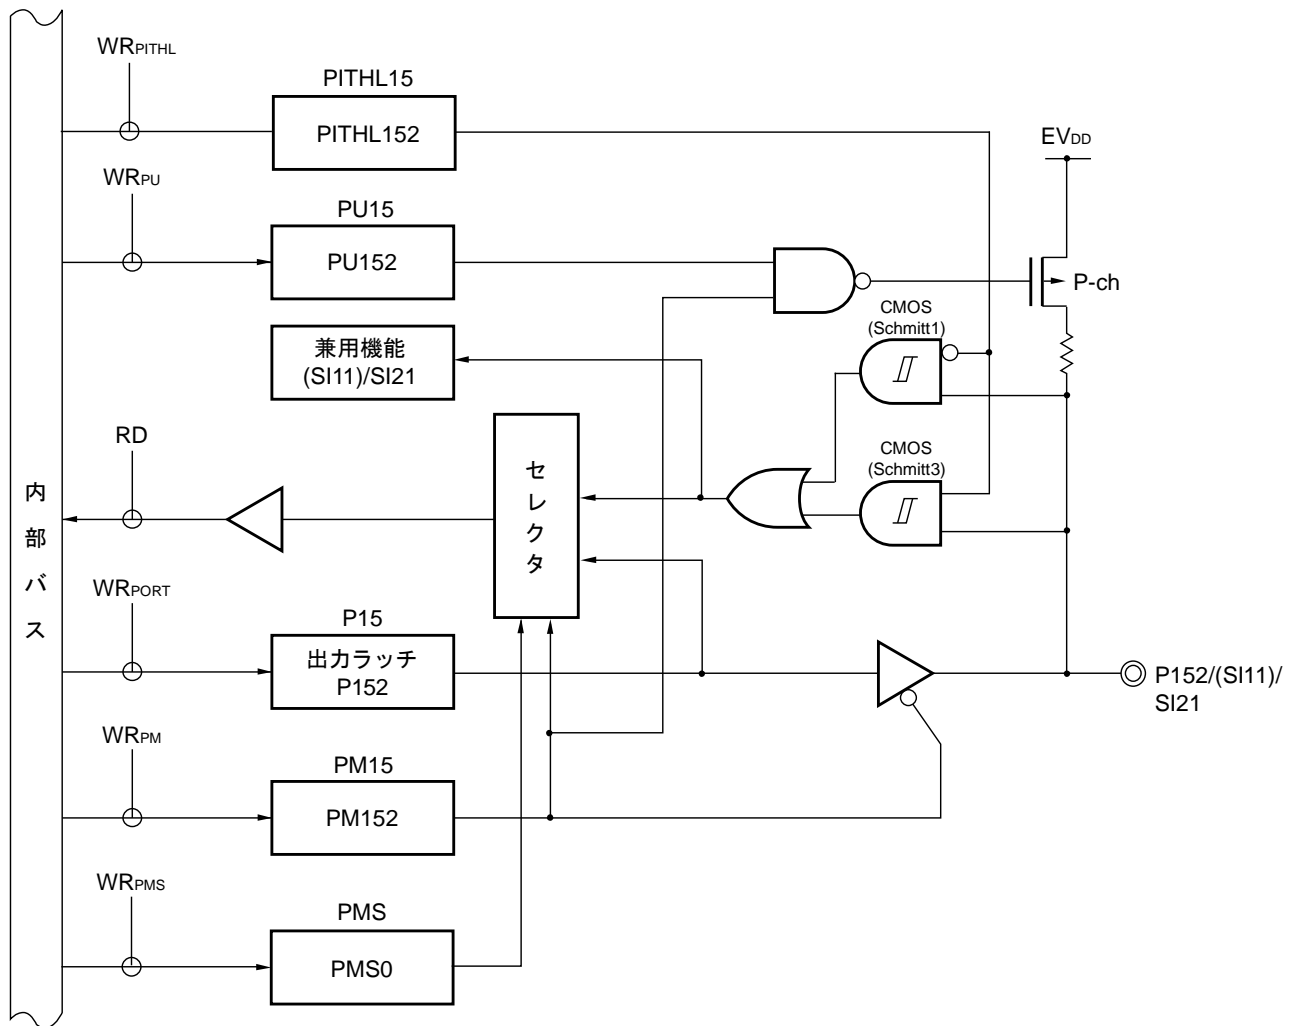 WRPITHL
PITHL15
PITHL152
EVDD
WRPU
PU15
PU152
P-ch
CMOS
(Schmitt1)
兼用機能
(SI11)/SI21
RD
セレクタ
CMOS
(Schmitt3)
内部バス
WRPORT
P15
出力ラッチ
P152
P152/(SI11)/
SI21
WRPM
PM15
PM152
WRPMS
PMS
PMS0